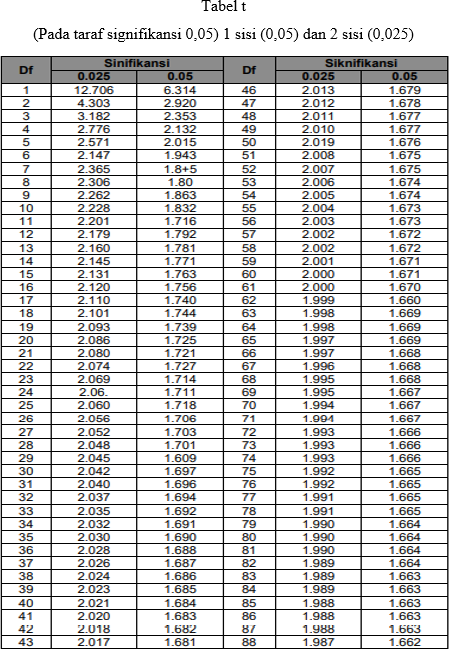 Tabel t
(Pada taraf signifikansi 0,05) 1 sisi (0,05) dan 2 sisi (0,025)
Df Sinifikasi Df Siknifikasi
0.025 0.05 0.025 0.05
1 12.706 6.314 46 2.013 1.679
2 4.303 2.920 47 2.012 1.678
3 3.182 2.353 48 2.011 1.677
4 2.776 2.132 49 2.010 1.677
5 2.571 2.015 50 2.019 1.676
6 2.147 1.943 51 2.008 1.675
7 2.365 1.8+5 52 2.007 1.675
8 2.306 1.80 53 2.006 1.674
9 2.262 1.863 54 2.005 1.674
10 2.228 1.832 55 2.004 1.673
11 2.201 1.716 56 2.003 1.673
12 2.179 1.792 57 2.002 1.672
13 2.160 1.781 58 2.002 1.672
14 2.145 1.771 59 2.001 1.671
15 2.131 1.763 60 2.000 1.671
16 2.120 1.756 61 2.000 1.670
17 2.110 1.740 62 1.999 1.660
18 2.101 1.744 63 1.998 1.669
19 2.093 1.739 64 1.998 1.669
20 2.086 1.725 65 1.997 1.669
21 2.080 1.721 66 1.997 1.668
22 2.074 1.727 67 1.996 1.668
23 2.069 1.714 68 1.995 1.668
24 2.06. 1.711 69 1.995 1.667
25 2.060 1.718 70 1.994 1.667
26 2.056 1.706 71 1.994 1.667
27 2.052 1.703 72 1.993 1.666
28 2.048 1.701 73 1.993 1.666
29 2.045 1.609 74 1.993 1.666
30 2.042 1.697 75 1.992 1.665
31 2.040 1.696 76 1.992 1.665
32 2.037 1.694 77 1.991 1.665
33 2.035 1.692 78 1.991 1.665
34 2.032 1.691 79 1.990 1.664
35 2.030 1.690 80 1.990 1.664
36 2.028 1.688 81 1.990 1.664
37 2.026 1.687 82 1.989 1.664
38 2.024 1.686 83 1.989 1.663
39 2.023 1.685 84 1.989 1.663
40 2.021 1.684 85 1.988 1.663
41 2.020 1.683 86 1.988 1.663
42 2.018 1.682 87 1.988 1.663
43 2.017 1.681 88 1.987 1.662